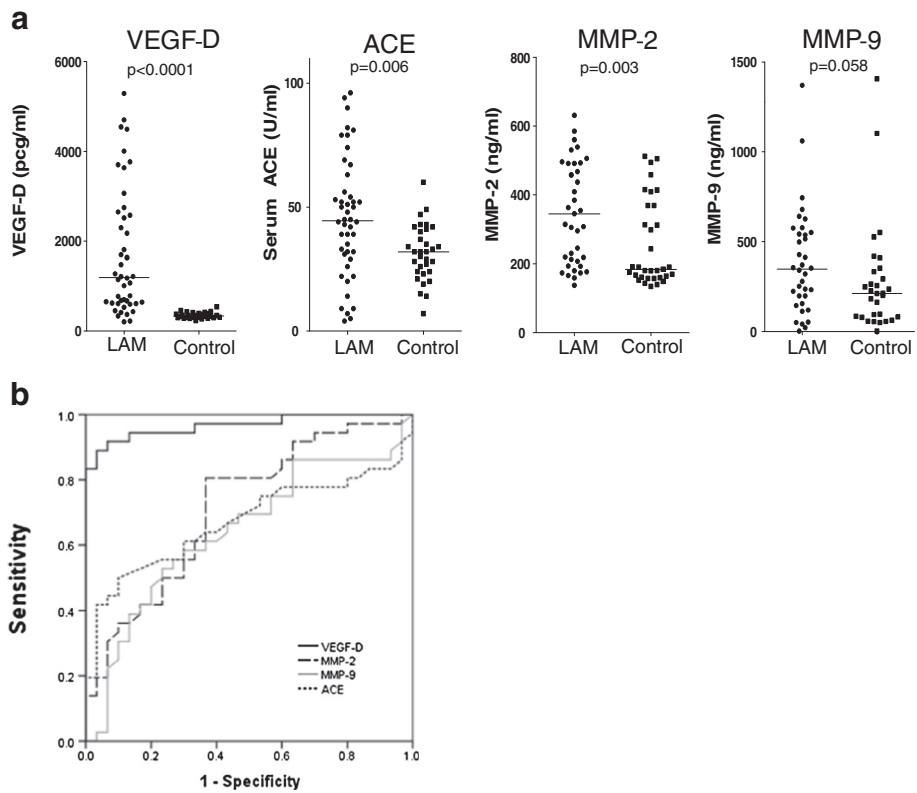 a
VEGF-D
p<0.0001
VEGF-D (pcg/ml)
6000
4000
2000
0
LAM
Control
ACE
p=0.006
Serum ACE (U/ml)
100
50
0
LAM
Control
MMP-2
p=0.003
MMP-2 (ng/ml)
800
600
400
200
0
LAM
Control
MMP-9
p=0.058
MMP-9 (ng/ml)
1500
1000
500
0
LAM
Control
b
Sensitivity
1.0
0.8
0.6
0.4
0.2
0.0
VEGF-D
MMP-2
MMP-9
ACE
0.0
0.2
0.4
0.6
0.8
1.0
1 - Specificity